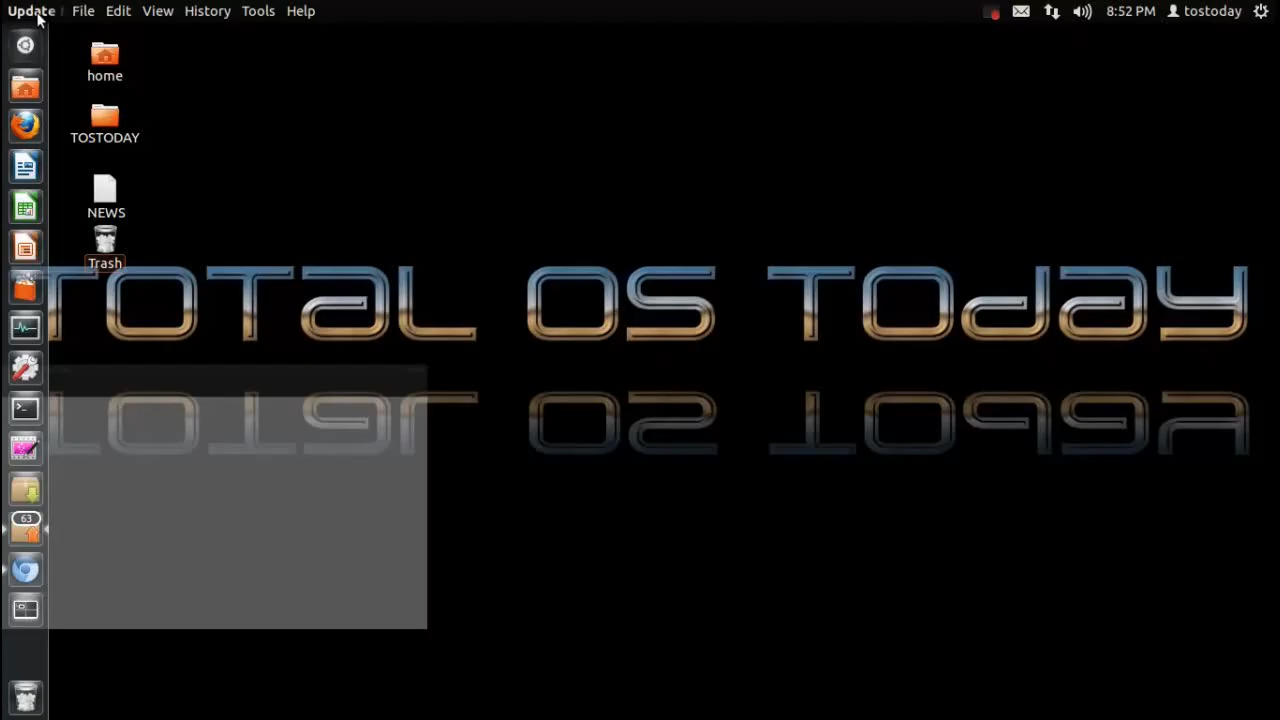 Update File Edit View History Tools Help 8:52 PM tostoday
home
TOSTODAY
NEWS
Trash
TOTaL OS TOday
63